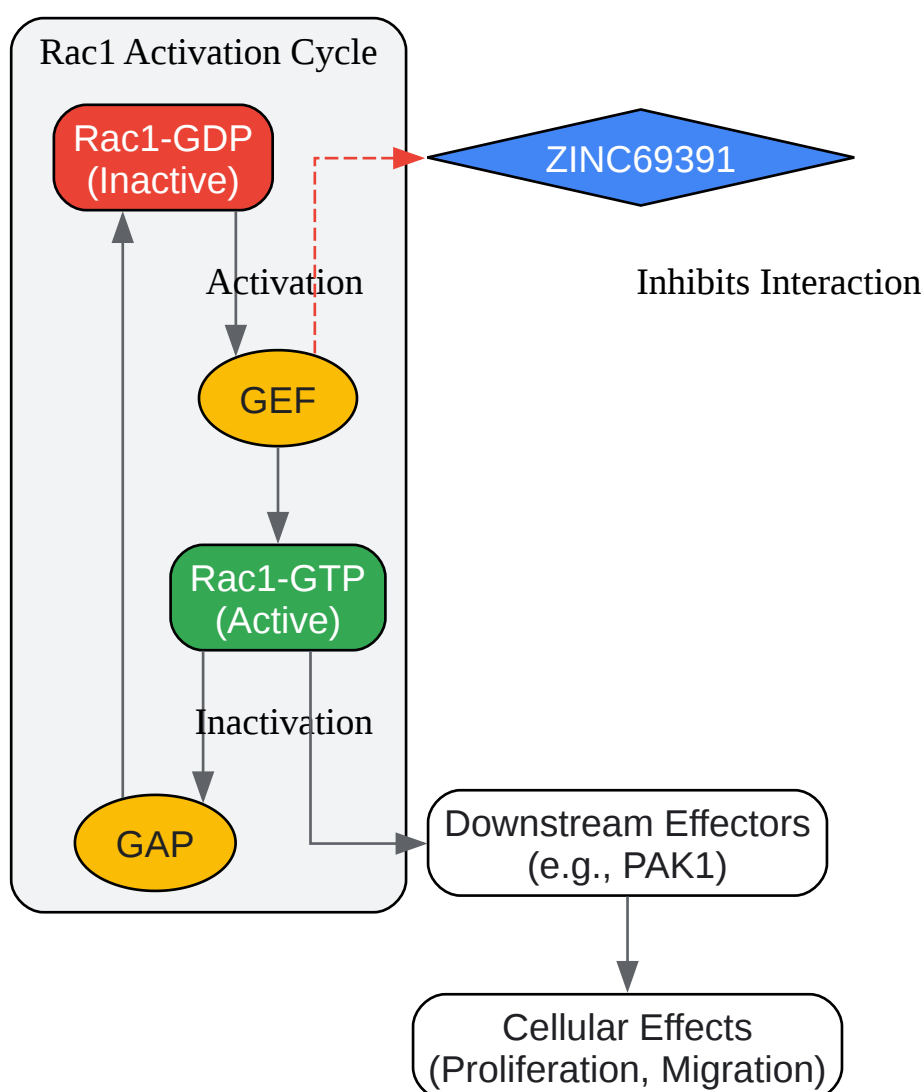 Rac1 Activation Cycle
Rac1-GDP
(Inactive)
ZINC69391
Activation
Inhibits Interaction
GEF
Rac1-GTP
(Active)
Inactivation
Downstream Effectors
(e.g., PAK1)
GAP
Cellular Effects
(Proliferation, Migration)